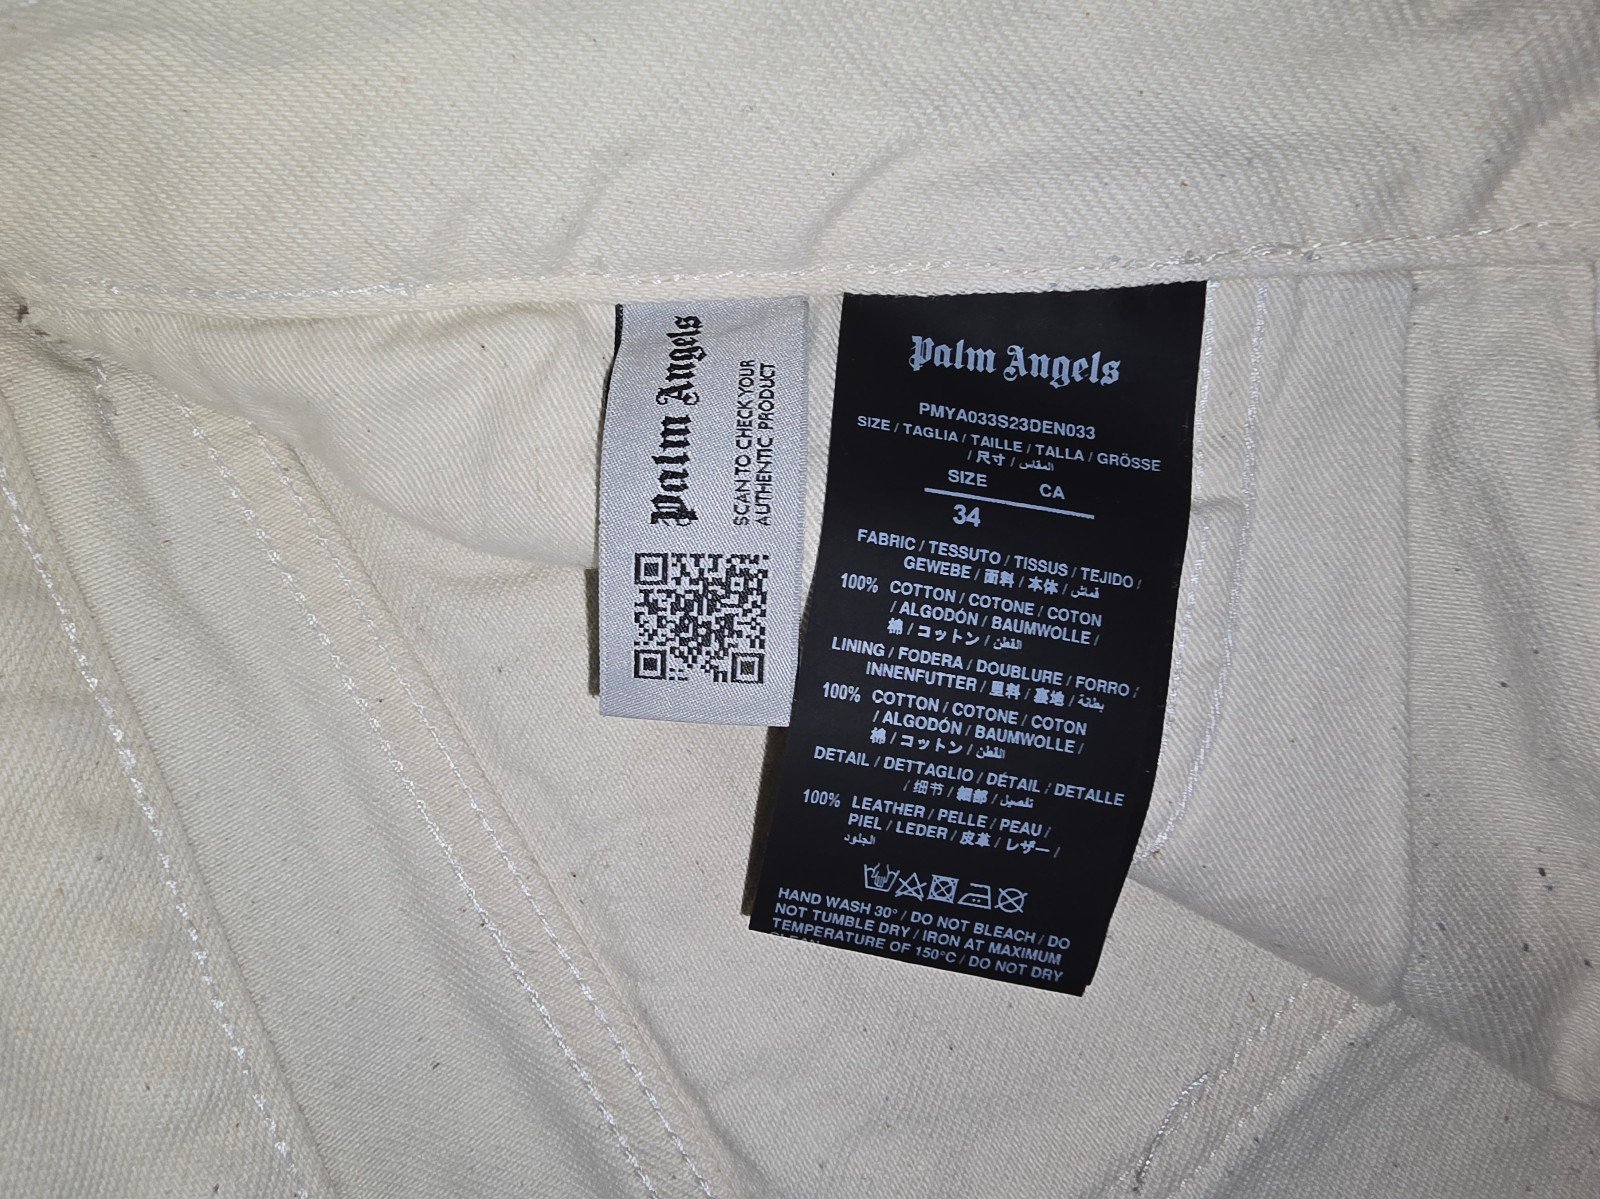 Palm Angels
SCAN TO CHECK YOUR
AUTHENTIC PRODUCT
Palm Angels
PMYA033S23DEN033
SIZE / TAGLIA / TAILLE / TALLA / GRÖSSE
/ 尺寸 / المقاس
SIZE CA
34
FABRIC / TESSUTO / TISSUS / TEJIDO /
GEWEBE / 面料 / 本体 / قماش
100% COTTON / COTONE / COTON
/ ALGODÓN / BAUMWOLLE /
棉 / コットン / القطن
LINING / FODERA / DOUBLURE / FORRO /
INNENFUTTER / 里料 / 裏地 / بطانة
100% COTTON / COTONE / COTON
/ ALGODÓN / BAUMWOLLE /
棉 / コットン / القطن
DETAIL / DETTAGLIO / DÉTAIL / DETALLE
/ 细节 / 細部 / تفصيل
100% LEATHER / PELLE / PEAU /
PIEL / LEDER / 皮革 / レザー /
الجلود
HAND WASH 30° / DO NOT BLEACH / DO
NOT TUMBLE DRY / IRON AT MAXIMUM
TEMPERATURE OF 150°C / DO NOT DRY